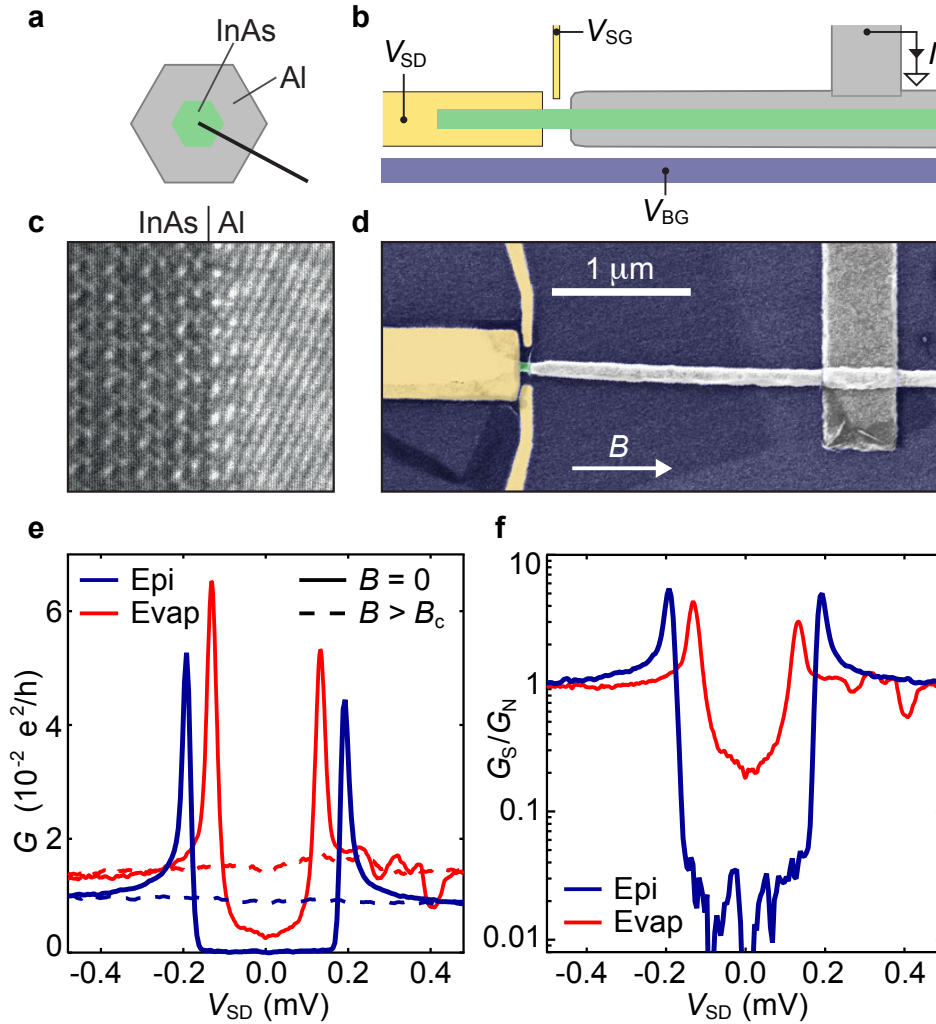 a
InAs
Al
b
V_SD
V_SG
I
V_BG
c
InAs | Al
d
1 μm
B
e
Epi
Evap
B = 0
B > B_c
G (10^-2 e^2/h)
6
4
2
0
-0.4
-0.2
0.0
0.2
0.4
V_SD (mV)
f
G_S/G_N
10
1
0.1
0.01
Epi
Evap
-0.4
-0.2
0.0
0.2
0.4
V_SD (mV)